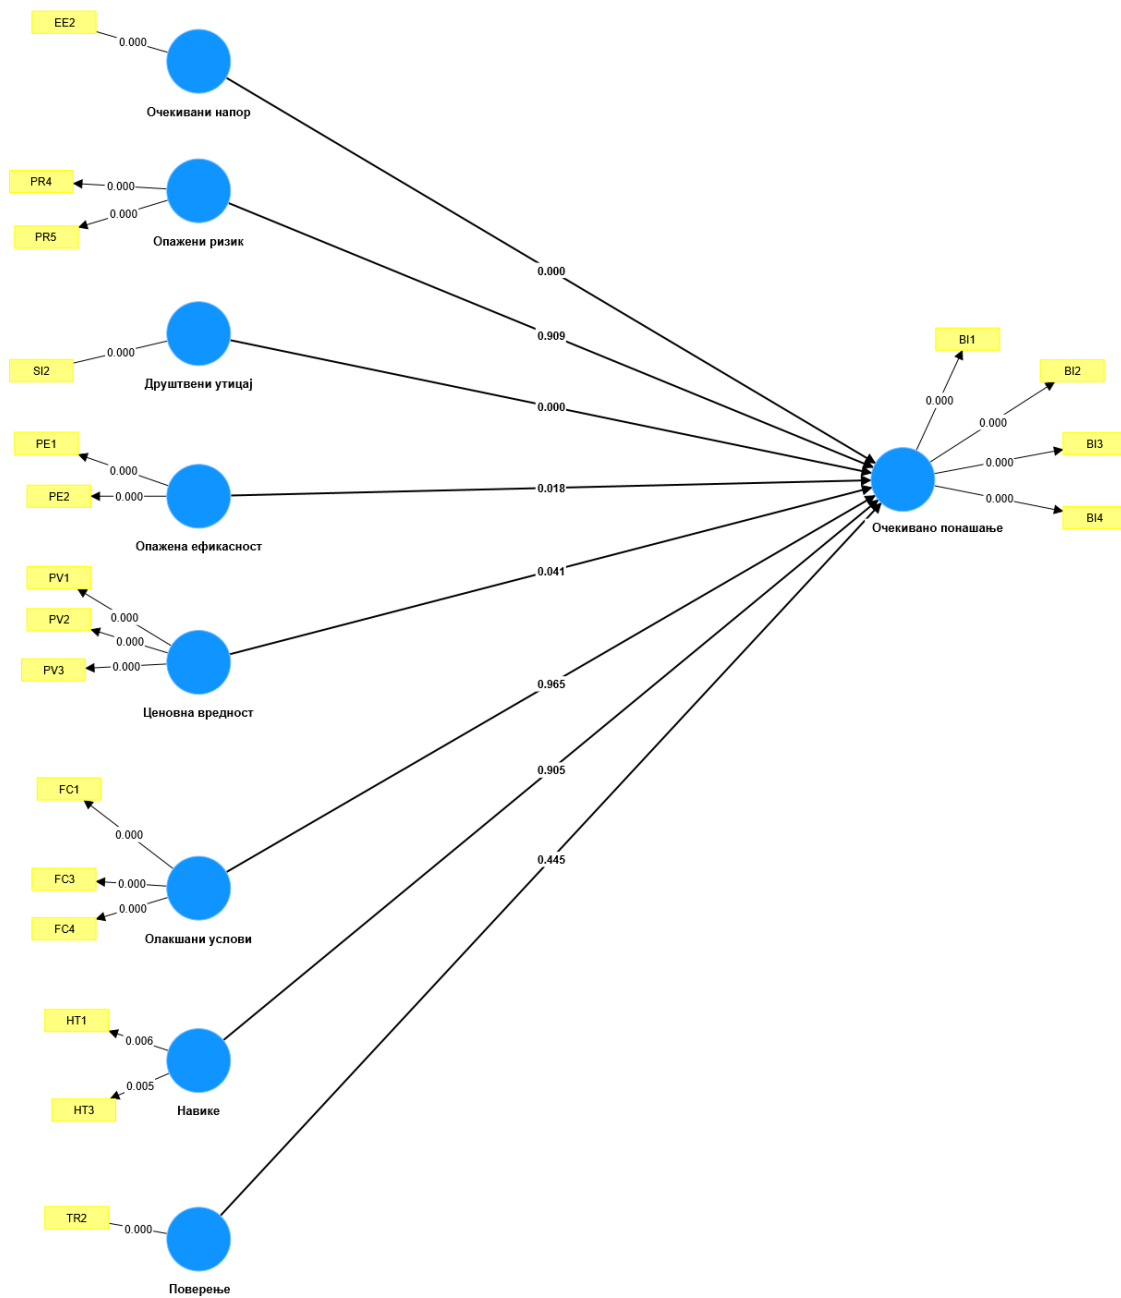 EE2
0.000
Очекивани напор
PR4
0.000
0.000
PR5
Опажени ризик
0.000
SI2
Друштвени утицај
PE1
0.000
PE2
0.000
Опажена ефикасност
PV1
0.000
PV2
0.000
PV3
0.000
Ценовна вредност
FC1
0.000
FC3
0.000
FC4
0.000
Олакшани услови
HT1
0.006
0.005
HT3
Навике
TR2
0.000
Поверење
0.000
0.909
0.000
0.018
0.041
0.965
0.905
0.445
BI1
0.000
BI2
0.000
BI3
0.000
BI4
0.000
Очекивано понашање